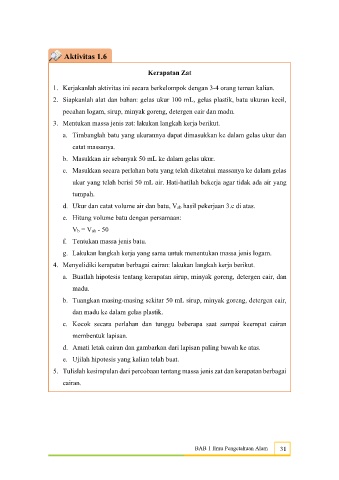 Aktivitas 1.6
Kerapatan Zat
1. Kerjakanlah aktivitas ini secara berkelompok dengan 3-4 orang teman kalian.
2. Siapkanlah alat dan bahan: gelas ukur 100 mL, gelas plastik, batu ukuran kecil,
pecahan logam, sirup, minyak goreng, detergen cair dan madu.
3. Mentukan massa jenis zat: lakukan langkah kerja berikut.
a. Timbanglah batu yang ukurannya dapat dimasukkan ke dalam gelas ukur dan
catat massanya.
b. Masukkan air sebanyak 50 mL ke dalam gelas ukur.
c. Masukkan secara perlahan batu yang telah diketahui massanya ke dalam gelas
ukur yang telah berisi 50 mL air. Hati-hatilah bekerja agar tidak ada air yang
tumpah.
d. Ukur dan catat volume air dan batu, Vab hasil pekerjaan 3.c di atas.
e. Hitung volume batu dengan persamaan:
Vb = Vab - 50
f. Tentukan massa jenis batu.
g. Lakukan langkah kerja yang sama untuk menentukan massa jenis logam.
4. Menyelidiki kerapatan berbagai cairan: lakukan langkah kerja berikut.
a. Buatlah hipotesis tentang kerapatan sirup, minyak goreng, detergen cair, dan
madu.
b. Tuangkan masing-masing sekitar 50 mL sirup, minyak goreng, detergen cair,
dan madu ke dalam gelas plastik.
c. Kocok secara perlahan dan tunggu beberapa saat sampai keempat cairan
membentuk lapisan.
d. Amati letak cairan dan gambarkan dari lapisan paling bawah ke atas.
e. Ujilah hipotesis yang kalian telah buat.
5. Tulislah kesimpulan dari percobaan tentang massa jenis zat dan kerapatan berbagai
cairan.
BAB 1 Ilmu Pengetahuan Alam 31